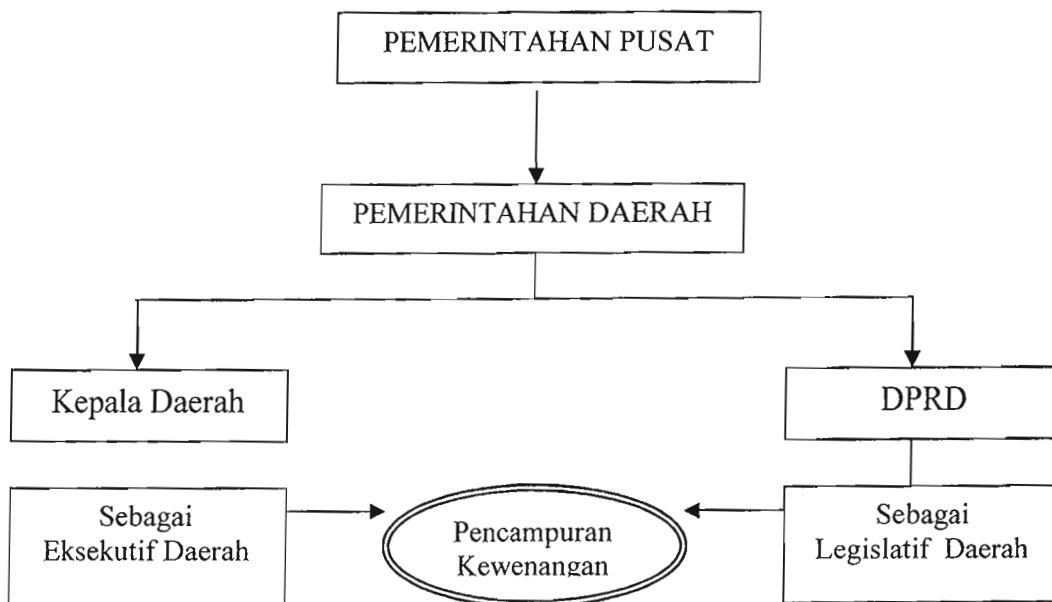 PEMERINTAHAN PUSAT
PEMERINTAHAN DAERAH
Kepala Daerah
DPRD
Sebagai
Eksekutif Daerah
Pencampuran
Kewenangan
Sebagai
Legislatif Daerah